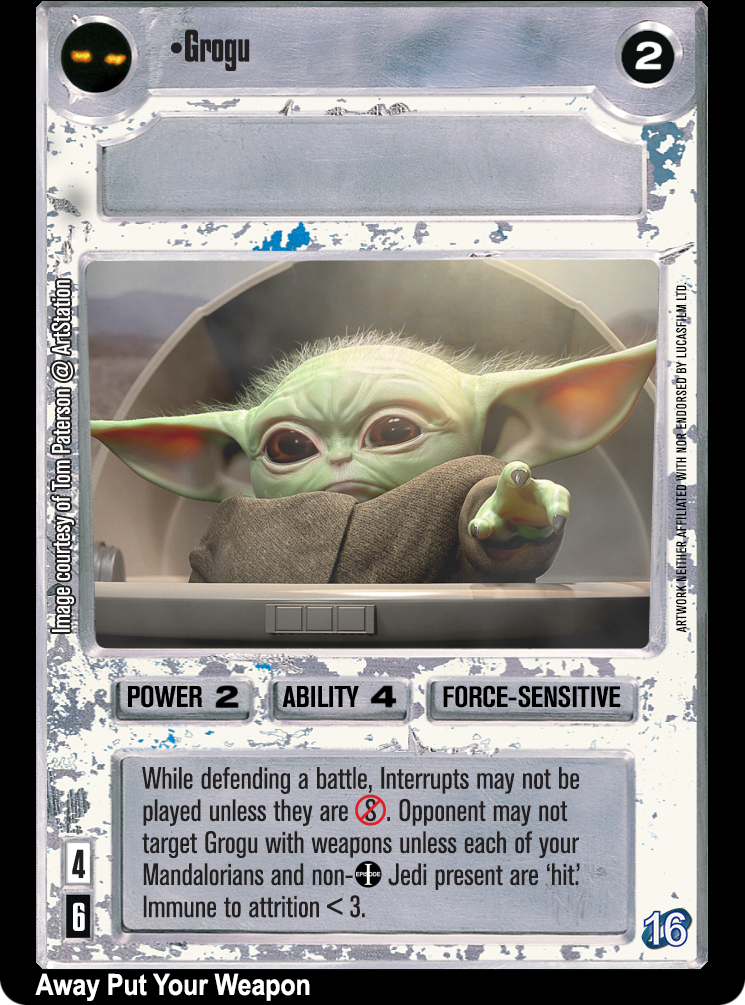 •Grogu
2
Image courtesy of Tom Paterson @ ArtStation
ARTWORK NEITHER AFFILIATED WITH NOR ENDORSED BY LUCASFILM LTD.
POWER 2
ABILITY 4
FORCE-SENSITIVE
While defending a battle, Interrupts may not be
played unless they are 8. Opponent may not
target Grogu with weapons unless each of your
Mandalorians and non-EPISODE I Jedi present are ‘hit.’
Immune to attrition < 3.
4
6
16
Away Put Your Weapon